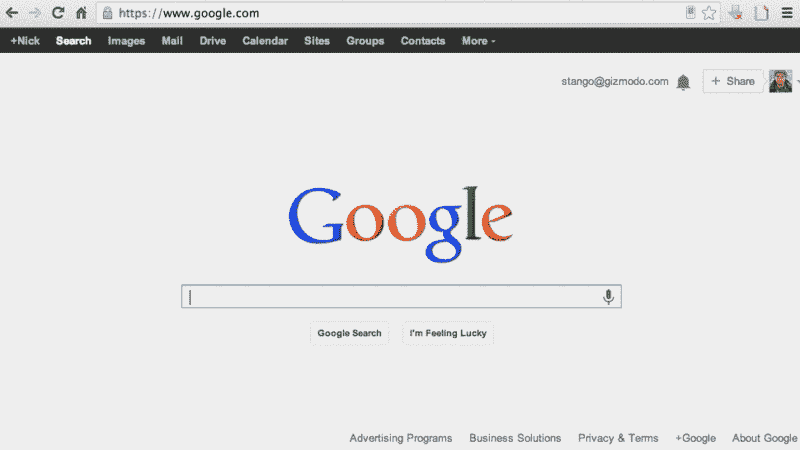 https://www.google.com
+Nick Search Images Mail Drive Calendar Sites Groups Contacts More
stango@gizmodo.com + Share
Google
Google Search I'm Feeling Lucky
Advertising Programs Business Solutions Privacy & Terms +Google About Google